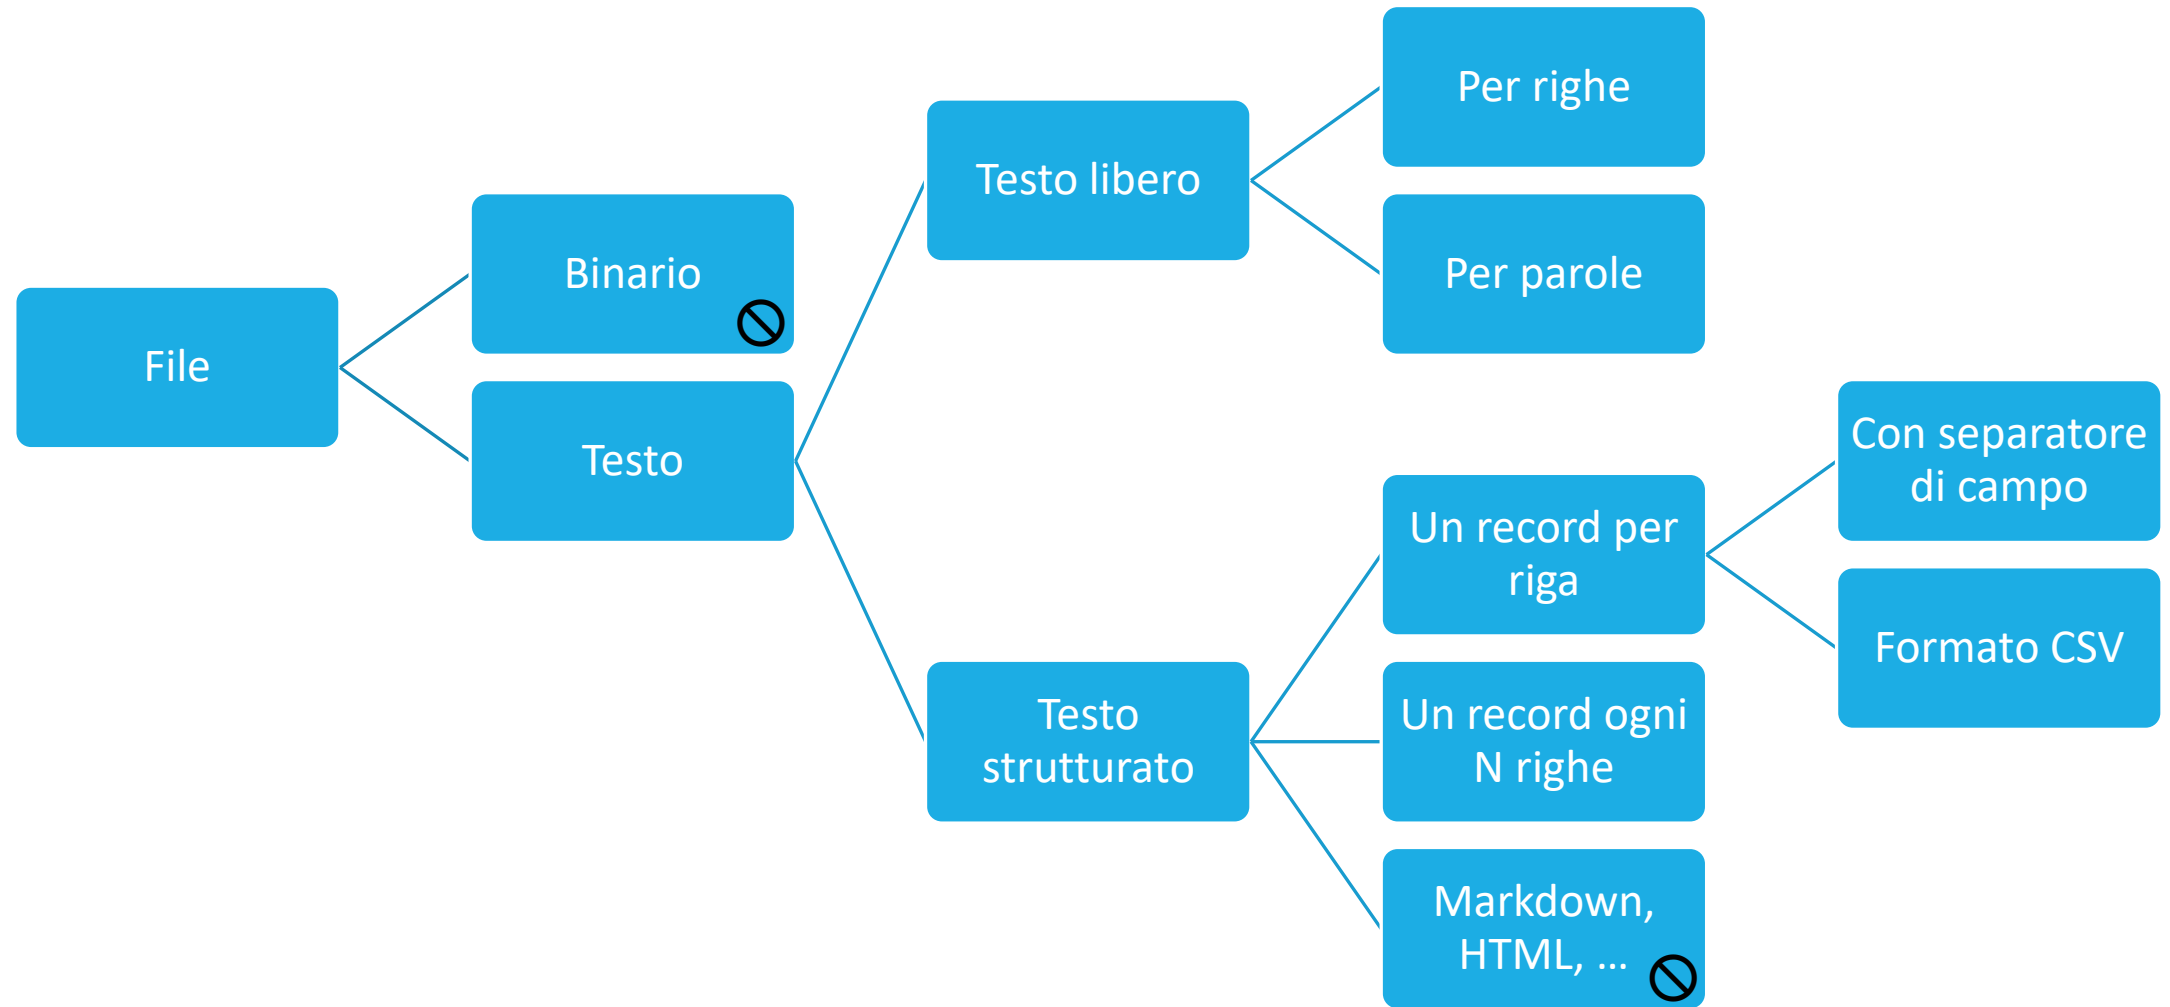 File
Binario
Testo
Testo libero
Testo
strutturato
Per righe
Per parole
Un record per
riga
Un record ogni
N righe
Markdown,
HTML, ...
Con separatore
di campo
Formato CSV